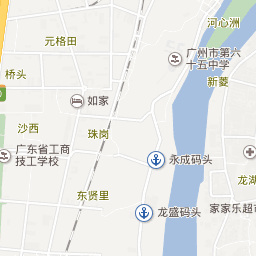 河心洲
元格田
广州市第六
十五中学
桥头
新菱
如家
沙西
珠岗
广东省工商
技工学校
永成码头
龙湖
东贤里
家家乐超市
龙盛码头